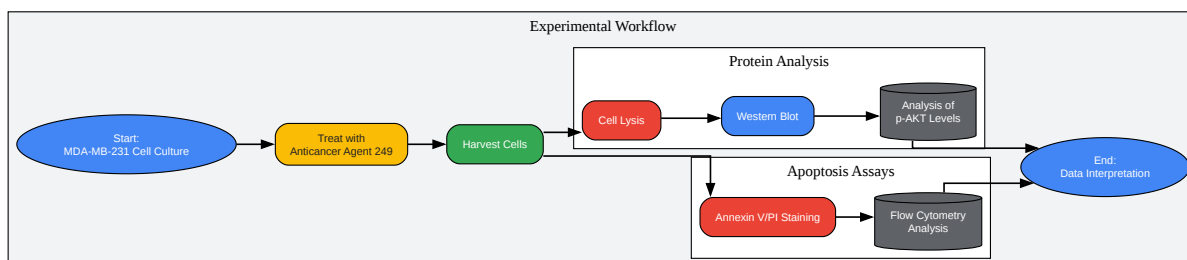 Experimental Workflow
Protein Analysis
Start:
MDA-MB-231 Cell Culture
Treat with
Anticancer Agent 249
Harvest Cells
Cell Lysis
Western Blot
Analysis of
p-AKT Levels
Apoptosis Assays
Annexin V/PI Staining
Flow Cytometry
Analysis
End:
Data Interpretation